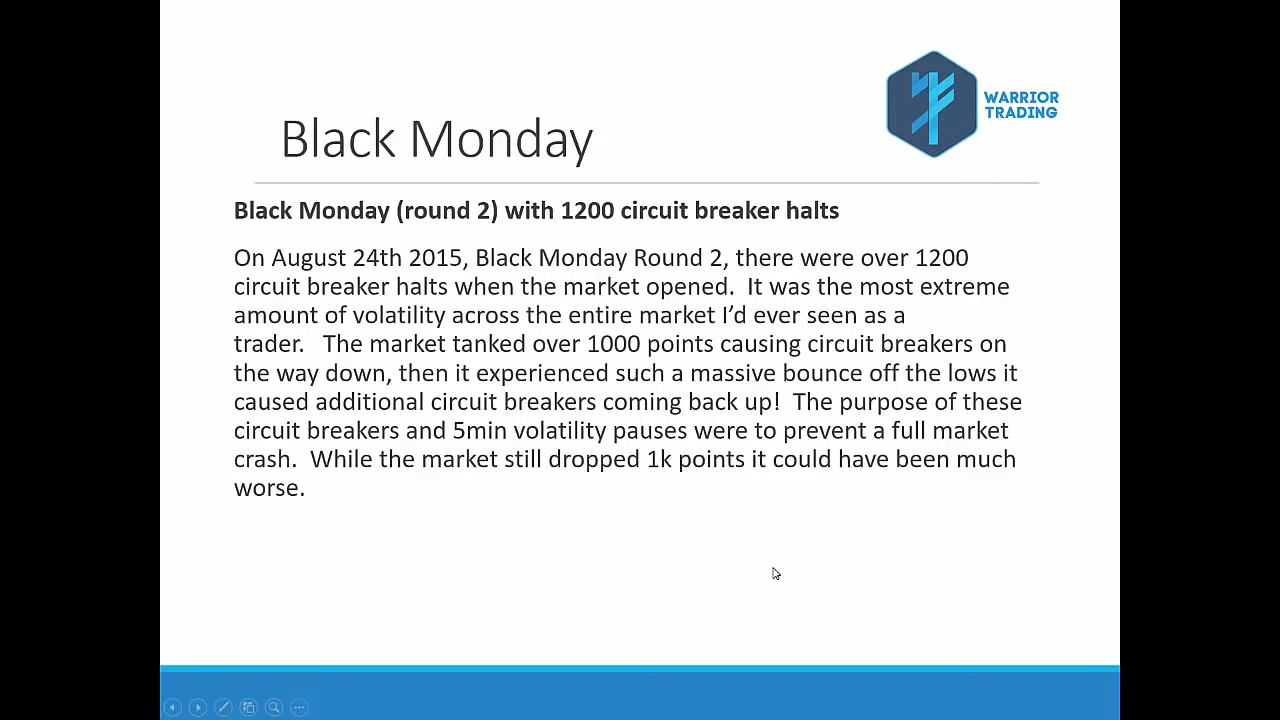 WARRIOR
TRADING
Black Monday
Black Monday (round 2) with 1200 circuit breaker halts
On August 24th 2015, Black Monday Round 2, there were over 1200
circuit breaker halts when the market opened.  It was the most extreme
amount of volatility across the entire market I’d ever seen as a
trader.   The market tanked over 1000 points causing circuit breakers on
the way down, then it experienced such a massive bounce off the lows it
caused additional circuit breakers coming back up!  The purpose of these
circuit breakers and 5min volatility pauses were to prevent a full market
crash.  While the market still dropped 1k points it could have been much
worse.